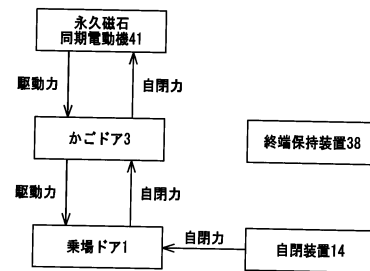 永久磁石
同期電動機41
駆動力
自閉力
かごドア3
終端保持装置38
駆動力
自閉力
自閉力
乗場ドア1
自閉装置14